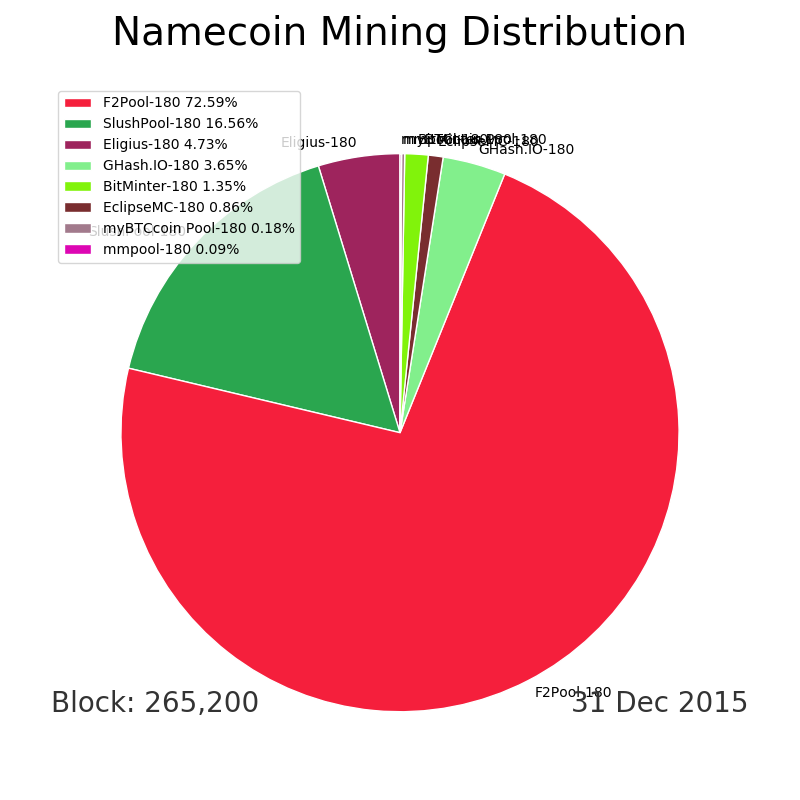 Namecoin Mining Distribution
F2Pool-180 72.59%
SlushPool-180 16.56%
Eligius-180 4.73%
GHash.IO-180 3.65%
BitMinter-180 1.35%
EclipseMC-180 0.86%
myBTCcoin Pool-180 0.18%
mmpool-180 0.09%
Eligius-180
GHash.IO-180
SlushPool-180
F2Pool-180
Block: 265,200
31 Dec 2015